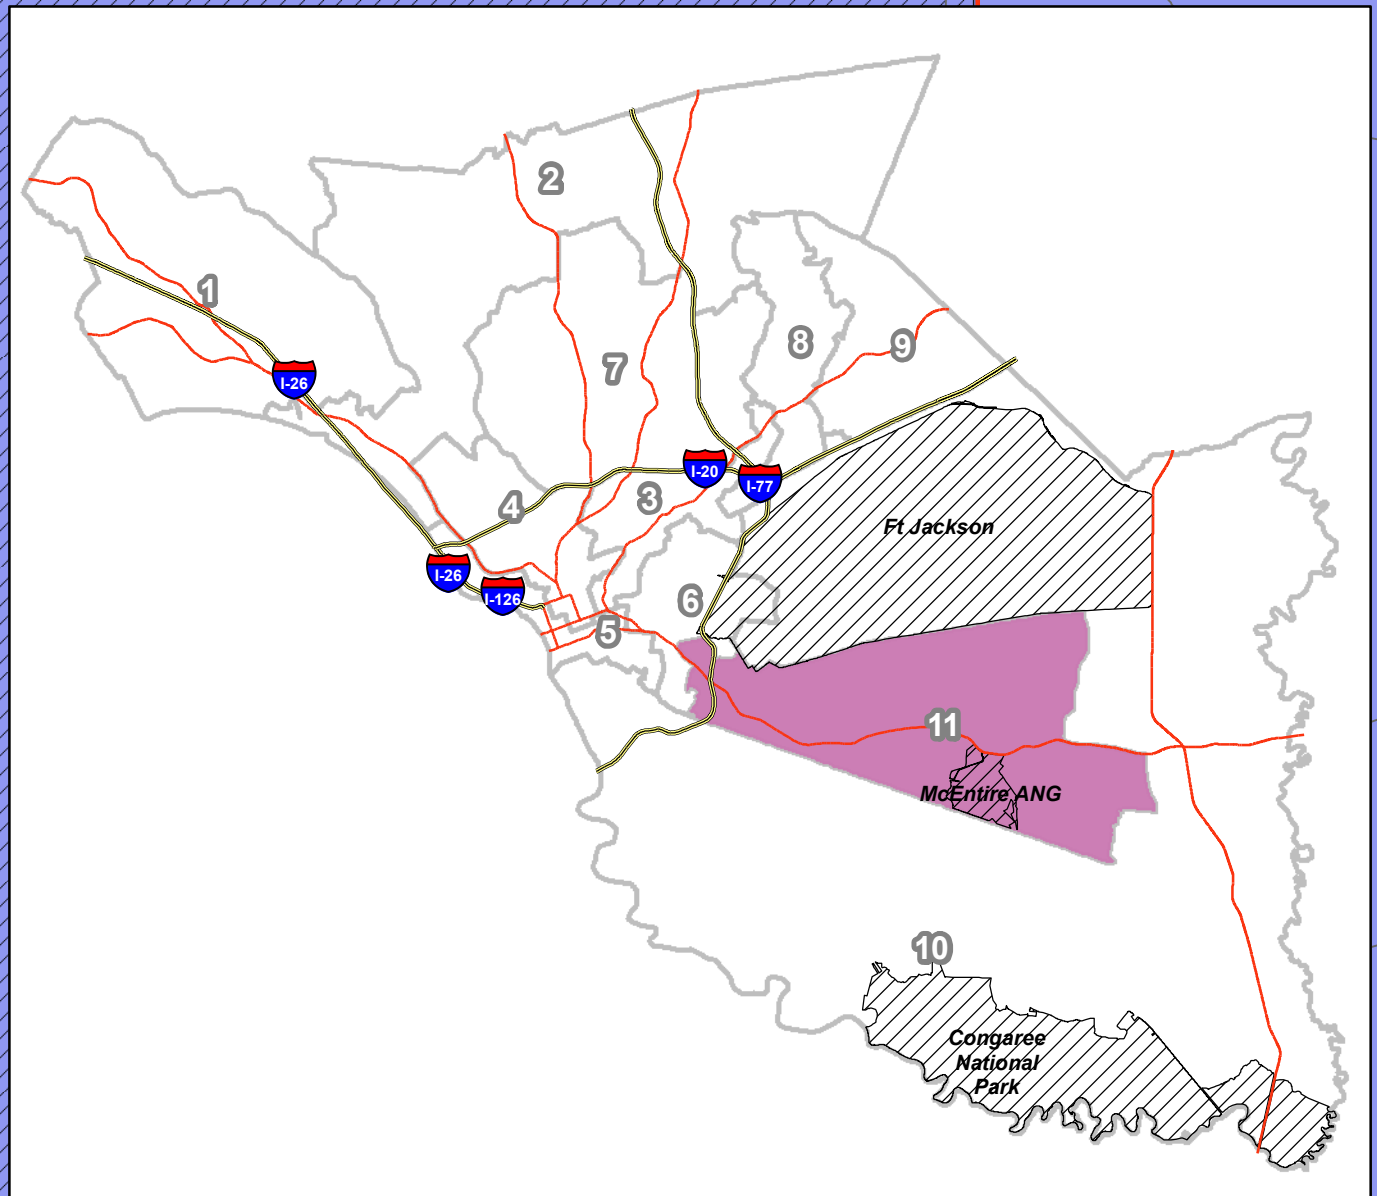 2
1
8
9
7
I-26
I-20
I-77
3
4
Ft Jackson
I-26
I-126
6
5
11
McEntire ANG
10
Congaree
National
Park